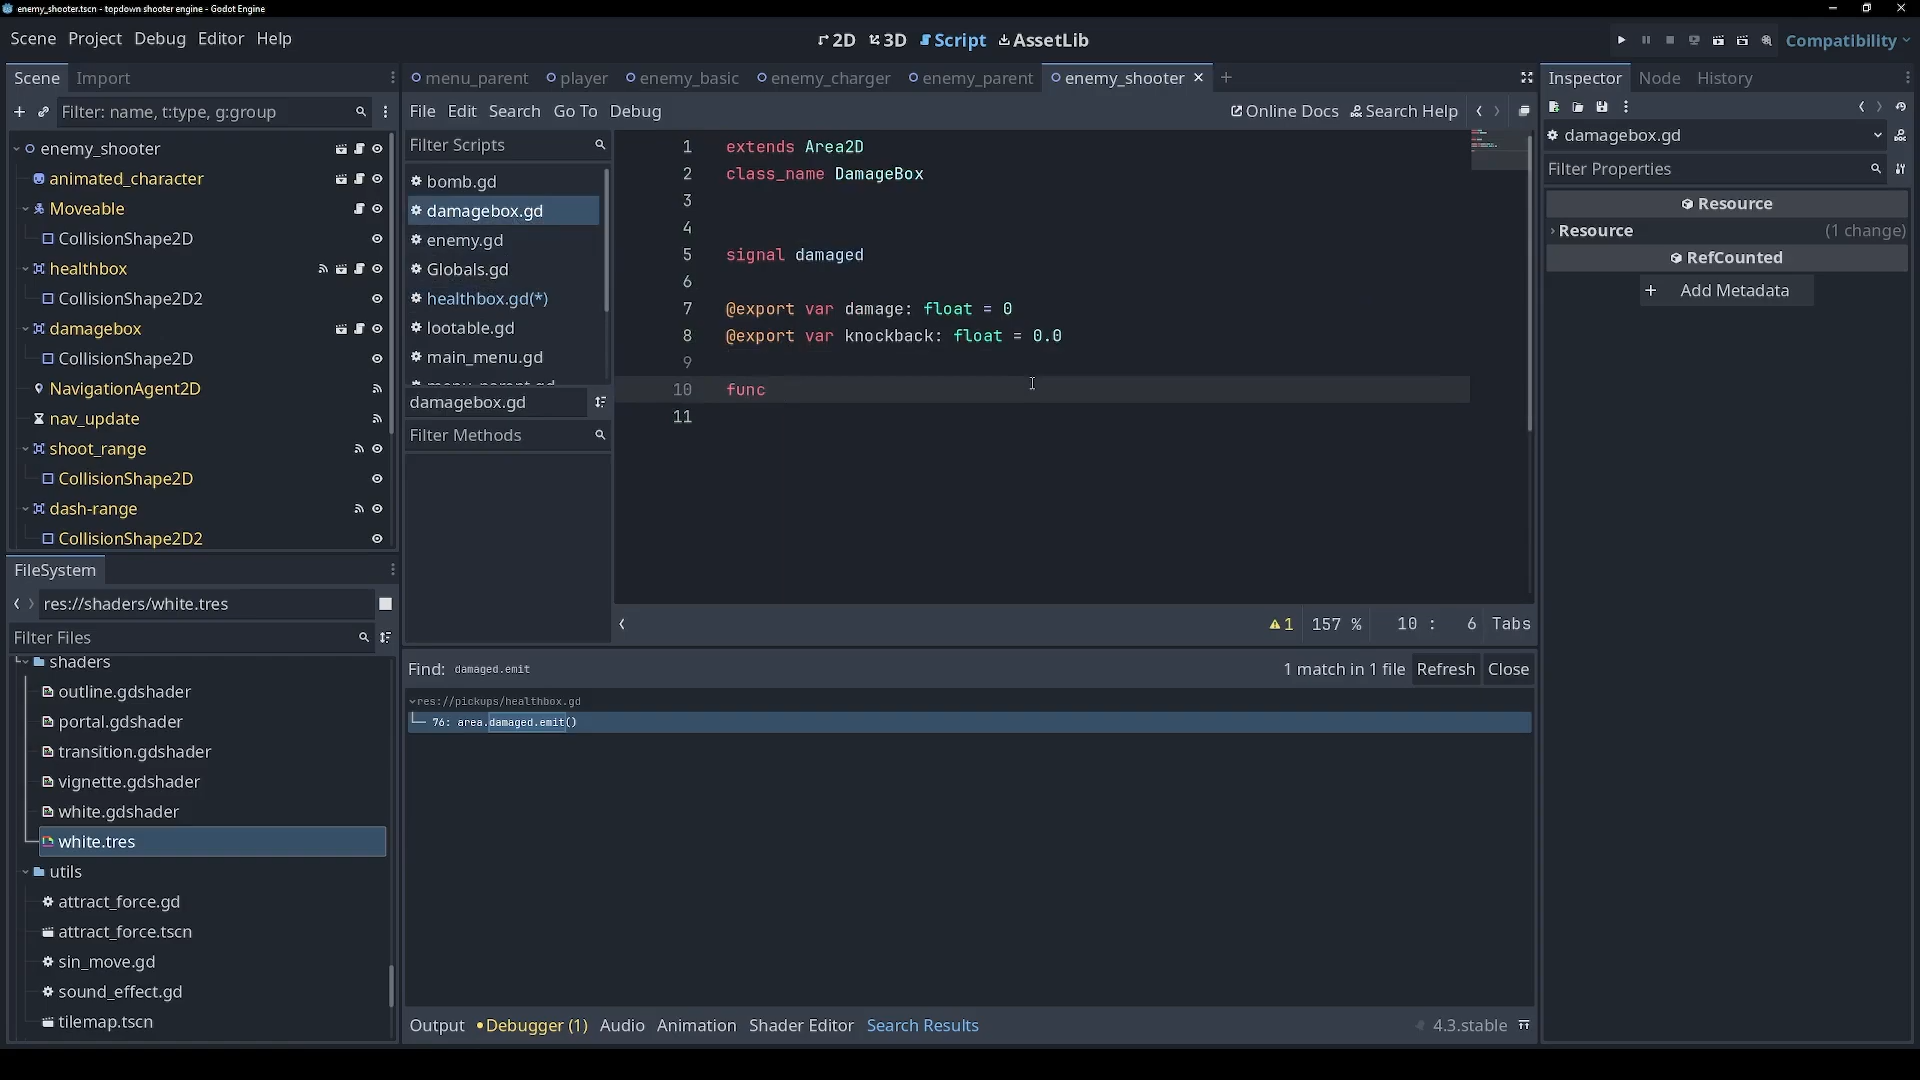 enemy_shooter.tscn - topdown shooter engine - Godot Engine
Scene Project Debug Editor Help
2D 3D Script AssetLib
Compatibility
Scene Import
menu_parent player enemy_basic enemy_charger enemy_parent enemy_shooter
Inspector Node History
Filter: name, t:type, g:group
File Edit Search Go To Debug
Online Docs Search Help
damagebox.gd
Filter Properties
Resource
Resource (1 change)
RefCounted
Add Metadata
enemy_shooter
animated_character
Moveable
CollisionShape2D
healthbox
CollisionShape2D2
damagebox
CollisionShape2D
NavigationAgent2D
nav_update
shoot_range
CollisionShape2D
dash-range
CollisionShape2D2
Filter Scripts
bomb.gd
damagebox.gd
enemy.gd
Globals.gd
healthbox.gd(*)
lootable.gd
main_menu.gd
menu_parent.gd
damagebox.gd
Filter Methods
1 extends Area2D
2 class_name DamageBox
3
4
5 signal damaged
6
7 @export var damage: float = 0
8 @export var knockback: float = 0.0
9
10 func
11
1 157 % 10 : 6 Tabs
FileSystem
res://shaders/white.tres
Filter Files
shaders
outline.gdshader
portal.gdshader
transition.gdshader
vignette.gdshader
white.gdshader
white.tres
utils
attract_force.gd
attract_force.tscn
sin_move.gd
sound_effect.gd
tilemap.tscn
Find: damaged.emit
1 match in 1 file Refresh Close
res://pickups/healthbox.gd
76: area.damaged.emit()
Output Debugger (1) Audio Animation Shader Editor Search Results
4.3.stable